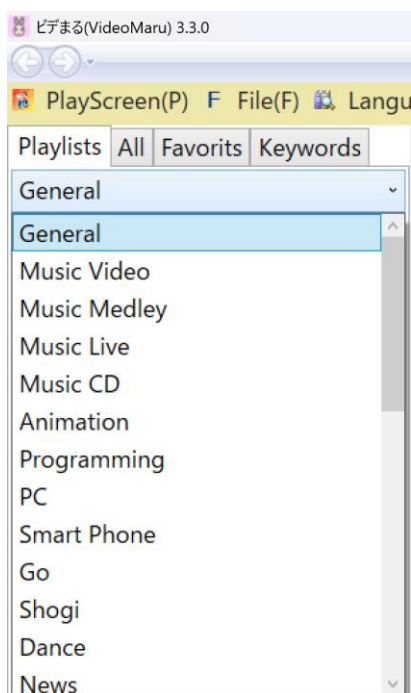 ビデまる(VideoMaru) 3.3.0
PlayScreen(P) F File(F) Langu
Playlists All Favorits Keywords
General
General
Music Video
Music Medley
Music Live
Music CD
Animation
Programming
PC
Smart Phone
Go
Shogi
Dance
News